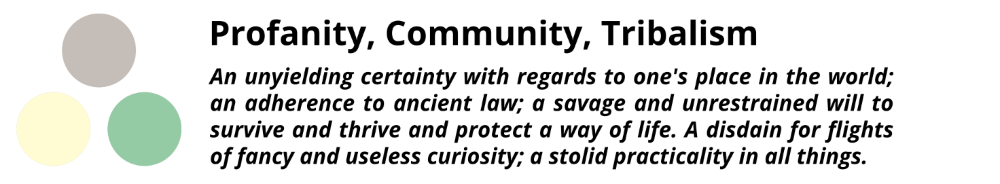 Profanity, Community, Tribalism
An unyielding certainty with regards to one's place in the world;
an adherence to ancient law; a savage and unrestrained will to
survive and thrive and protect a way of life. A disdain for flights
of fancy and useless curiosity; a stolid practicality in all things.